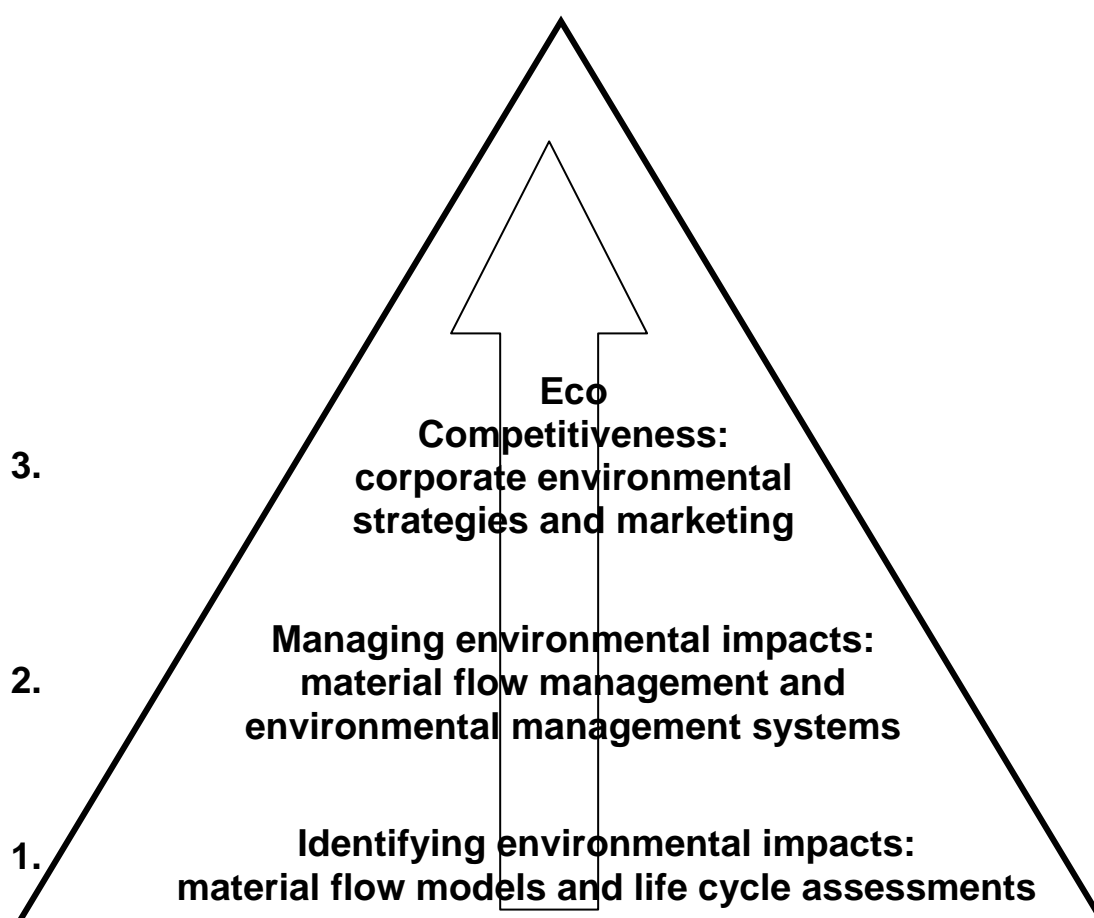 Eco
Competitiveness:
3.
corporate environmental
strategies and marketing
Managing environmental impacts:
2.
material flow management and
environmental management systems
1.
Identifying environmental impacts:
material flow models and life cycle assessments